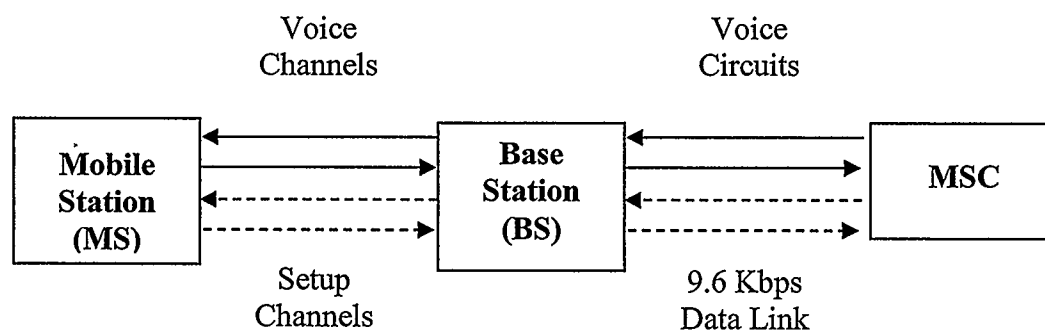 Voice
Channels
Voice
Circuits
Mobile
Station
(MS)
Base
Station
(BS)
MSC
Setup
Channels
9.6 Kbps
Data Link